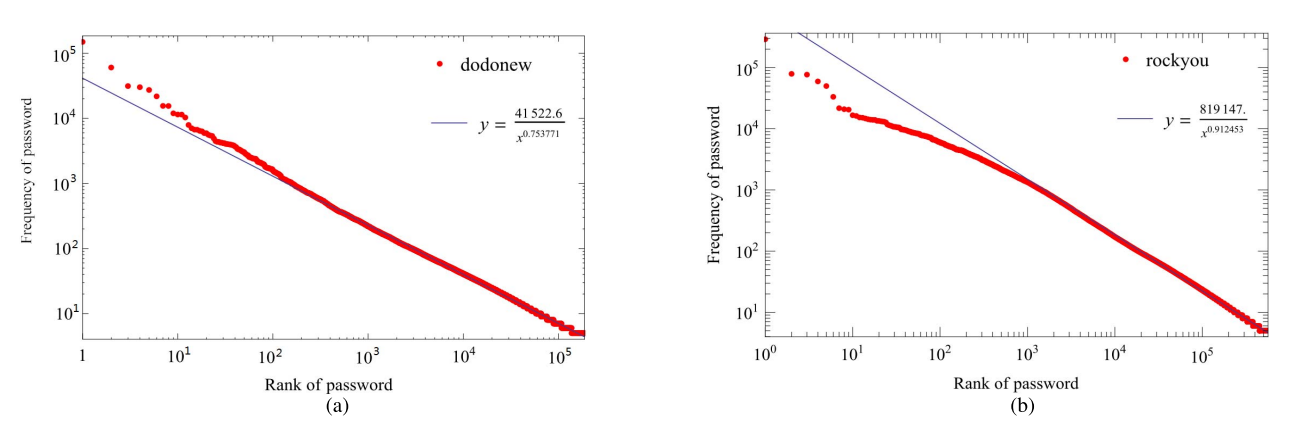 dodonew
y = 41 522.6 / x^0.753771
Frequency of password
10^5
10^4
10^3
10^2
10^1
1 10^1 10^2 10^3 10^4 10^5
Rank of password
(a)
rockyou
y = 819 147. / x^0.912453
Frequency of password
10^5
10^4
10^3
10^2
10^1
10^0 10^1 10^2 10^3 10^4 10^5
Rank of password
(b)